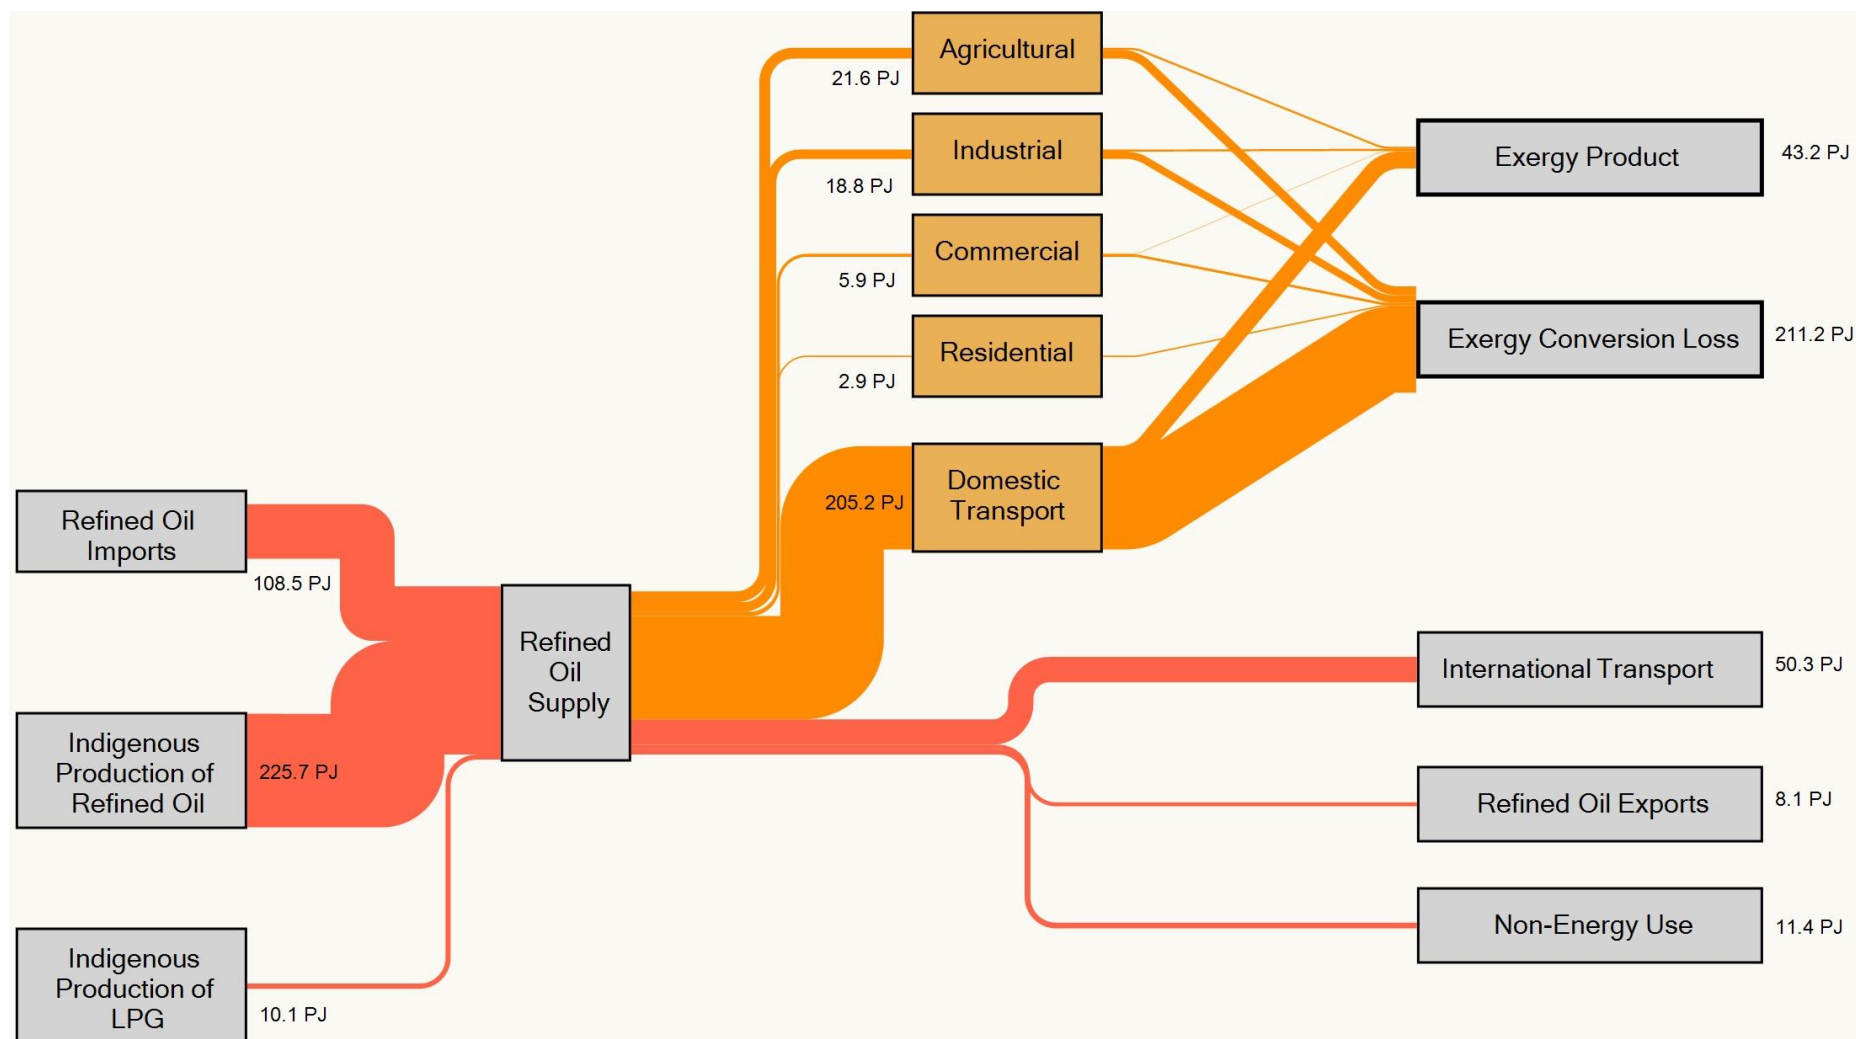 Agricultural
21.6 PJ
Industrial
18.8 PJ
Commercial
5.9 PJ
Residential
2.9 PJ
Domestic
Transport
205.2 PJ
Exergy Product
43.2 PJ
Exergy Conversion Loss
211.2 PJ
Refined Oil
Imports
108.5 PJ
Refined
Oil
Supply
Indigenous
Production of
Refined Oil
225.7 PJ
Indigenous
Production of
LPG
10.1 PJ
International Transport
50.3 PJ
Refined Oil Exports
8.1 PJ
Non-Energy Use
11.4 PJ